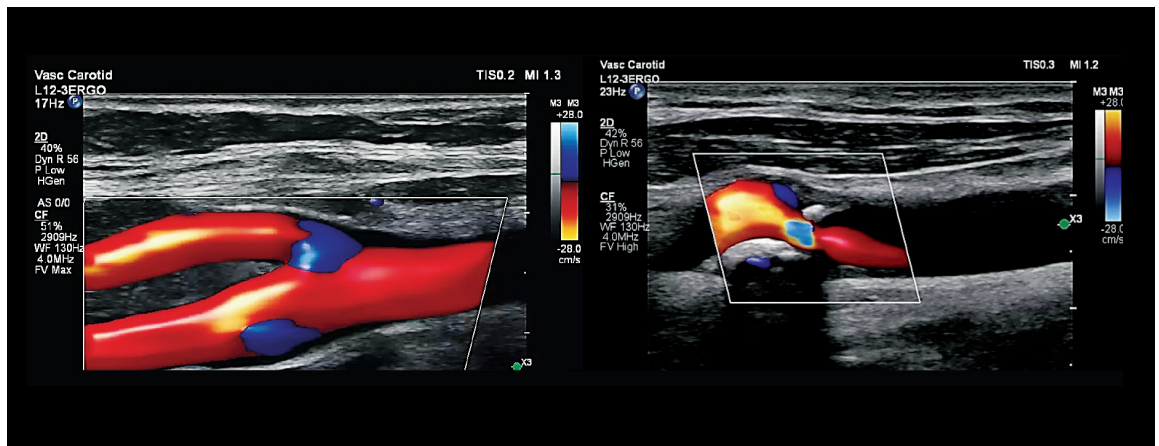 Vasc Carotid
L12-3ERGO
17Hz
P
TIS0.2 MI 1.3
M3 M3
+28.0
-28.0
cm/s
2D
40%
Dyn R 56
P Low
HGen
AS 0/0
CF
51%
2909Hz
WF 130Hz
4.0MHz
FV Max
X3
Vasc Carotid
L12-3ERGO
23Hz
P
TIS0.3 MI 1.2
M3 M3
+28.0
-28.0
cm/s
2D
42%
Dyn R 56
P Low
HGen
CF
31%
2909Hz
WF 130Hz
4.0MHz
FV High
X3